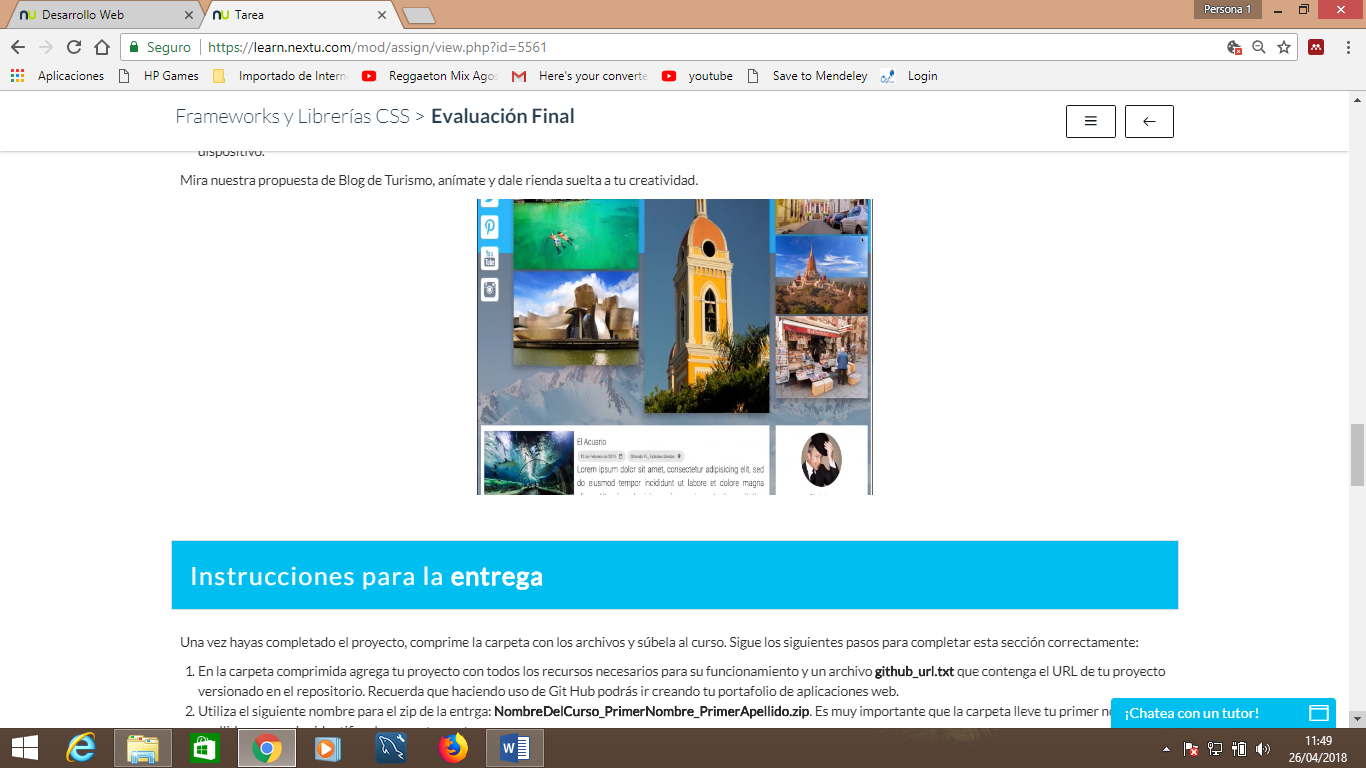 Desarrollo Web
Tarea
Persona 1
Seguro
https://learn.nextu.com/mod/assign/view.php?id=5561
Aplicaciones
HP Games
Importado de Intern
Reggaeton Mix Agos
Here's your converte
youtube
Save to Mendeley
Login
Frameworks y Librerías CSS > Evaluación Final
dispositivo.
Mira nuestra propuesta de Blog de Turismo, anímate y dale rienda suelta a tu creatividad.
El Acuario
Lorem ipsum dolor sit amet, consectetur adipisicing elit, sed
do eiusmod tempor incididunt ut labore et dolore magna
Instrucciones para la entrega
Una vez hayas completado el proyecto, comprime la carpeta con los archivos y súbela al curso. Sigue los siguientes pasos para completar esta sección correctamente:
1. En la carpeta comprimida agrega tu proyecto con todos los recursos necesarios para su funcionamiento y un archivo github_url.txt que contenga el URL de tu proyecto
versionado en el repositorio. Recuerda que haciendo uso de Git Hub podrás ir creando tu portafolio de aplicaciones web.
2. Utiliza el siguiente nombre para el zip de la entrga: NombreDelCurso_PrimerNombre_PrimerApellido.zip. Es muy importante que la carpeta lleve tu primer no
¡Chatea con un tutor!
11:49
26/04/2018